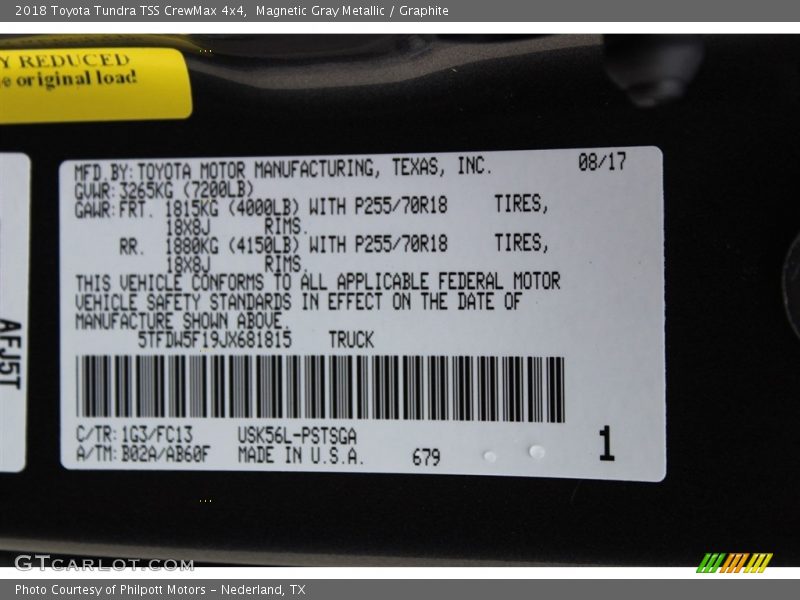 2018 Toyota Tundra TSS CrewMax 4x4,  Magnetic Gray Metallic / Graphite
Y REDUCED
e original load!
MFD.BY:TOYOTA MOTOR MANUFACTURING, TEXAS, INC. 08/17
GVWR:3265KG (7200LB)
GAWR:FRT. 1815KG (4000LB) WITH P255/70R18 TIRES,
18X8J RIMS.
RR. 1880KG (4150LB) WITH P255/70R18 TIRES,
18X8J RIMS.
THIS VEHICLE CONFORMS TO ALL APPLICABLE FEDERAL MOTOR
VEHICLE SAFETY STANDARDS IN EFFECT ON THE DATE OF
MANUFACTURE SHOWN ABOVE.
5TFDW5F19JX681815 TRUCK
C/TR:1G3/FC13 USK56L-PSTSGA
A/TM:B02A/AB60F MADE IN U.S.A. 679 1
AFJ5T
GTCARLOT.COM
Photo Courtesy of Philpott Motors - Nederland, TX